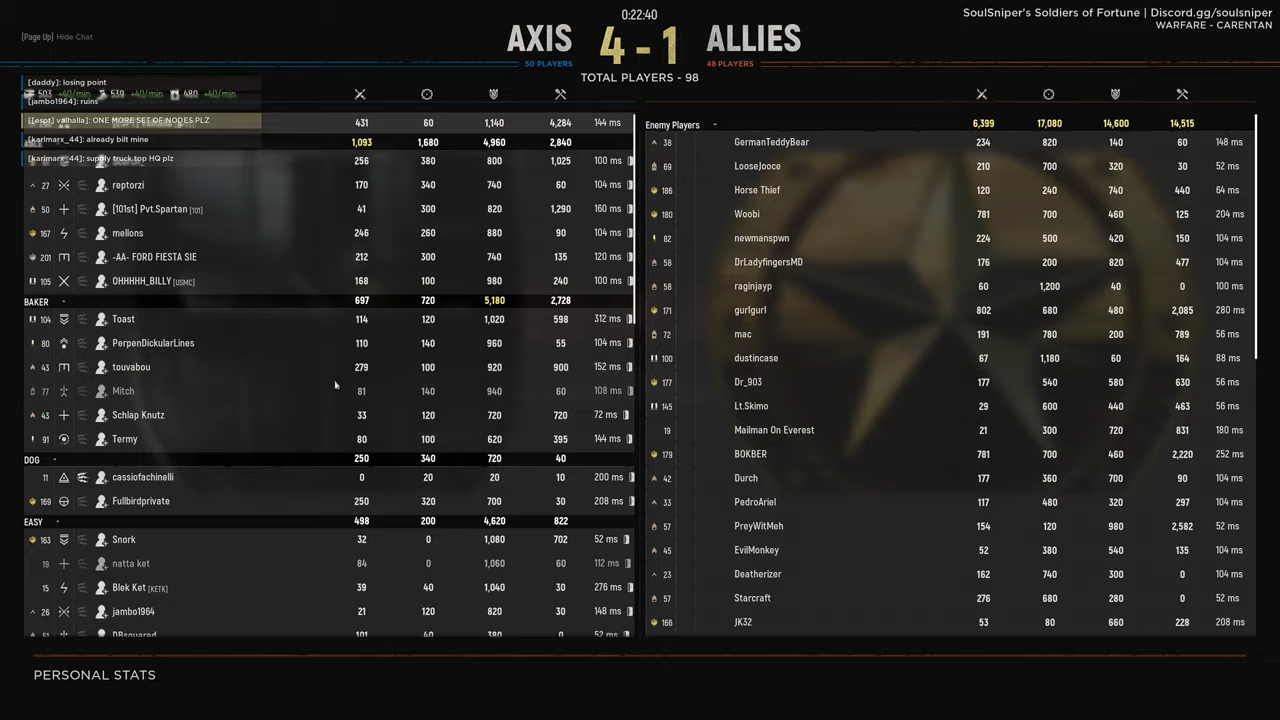 0:22:40
SoulSniper's Soldiers of Fortune | Discord.gg/soulsniper
WARFARE - CARENTAN
[Page Up] Hide Chat
AXIS 4 - 1 ALLIES
50 PLAYERS 48 PLAYERS
TOTAL PLAYERS - 98
[daddy]: losing point
503 +40/min 539 +40/min 480 +40/min
[jambo1964]: ruins
[[espt] valhalla]: ONE MORE SET OF NODES PLZ
431 60 1,140 4,284 144 ms
[karlmarx_44]: already bilt mine
1,093 1,680 4,960 2,840
[karlmarx_44]: supply truck top HQ plz
256 380 800 1,025 100 ms
27 reptorzi 170 340 740 60 104 ms
50 [101st] Pvt.Spartan [101] 41 300 820 1,290 160 ms
167 mellons 246 260 880 90 104 ms
201 -AA- FORD FIESTA SIE 212 300 740 135 120 ms
105 OHHHHH_BILLY [USMC] 168 100 980 240 100 ms
BAKER - 697 720 5,180 2,728
104 Toast 114 120 1,020 598 312 ms
80 PerpenDickularLines 110 140 960 55 104 ms
43 touvabou 279 100 920 900 152 ms
77 Mitch 81 140 940 60 108 ms
43 Schlap Knutz 33 120 720 720 72 ms
91 Termy 80 100 620 395 144 ms
DOG - 250 340 720 40
11 cassiofachinelli 0 20 20 10 200 ms
169 Fullbirdprivate 250 320 700 30 208 ms
EASY - 498 200 4,620 822
163 Snork 32 0 1,080 702 52 ms
19 natta ket 84 0 1,060 60 112 ms
15 Blek Ket [KETK] 39 40 1,040 30 276 ms
26 jambo1964 21 120 820 30 148 ms
51 DBsquared 101 40 380 0 52 ms
Enemy Players - 6,399 17,080 14,600 14,515
38 GermanTeddyBear 234 820 140 60 148 ms
69 LooseJooce 210 700 320 30 52 ms
186 Horse Thief 120 240 740 440 64 ms
180 Woobi 781 700 460 125 204 ms
82 newmanspwn 224 500 420 150 104 ms
58 DrLadyfingersMD 176 200 820 477 104 ms
58 raginjayp 60 1,200 40 0 100 ms
171 gurlgurl 802 680 480 2,085 280 ms
72 mac 191 780 200 789 56 ms
100 dustincase 67 1,180 60 164 88 ms
177 Dr_903 177 540 580 630 56 ms
145 Lt.Skimo 29 600 440 463 56 ms
19 Mailman On Everest 21 300 720 831 180 ms
179 BOKBER 781 700 460 2,220 252 ms
42 Durch 177 360 700 90 104 ms
33 PedroAriel 117 480 320 297 104 ms
57 PreyWitMeh 154 120 980 2,582 52 ms
45 EvilMonkey 52 380 540 135 104 ms
23 Deatherizer 162 740 300 0 104 ms
57 Starcraft 276 680 280 0 52 ms
166 JK32 53 80 660 228 208 ms
PERSONAL STATS